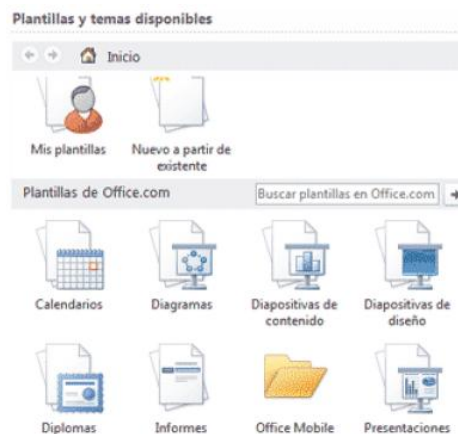 Plantillas y temas disponibles
Inicio
Mis plantillas
Nuevo a partir de
existente
Plantillas de Office.com
Buscar plantillas en Office.com
Calendarios
Diagramas
Diapositivas de
contenido
Diapositivas de
diseño
Diplomas
Informes
Office Mobile
Presentaciones